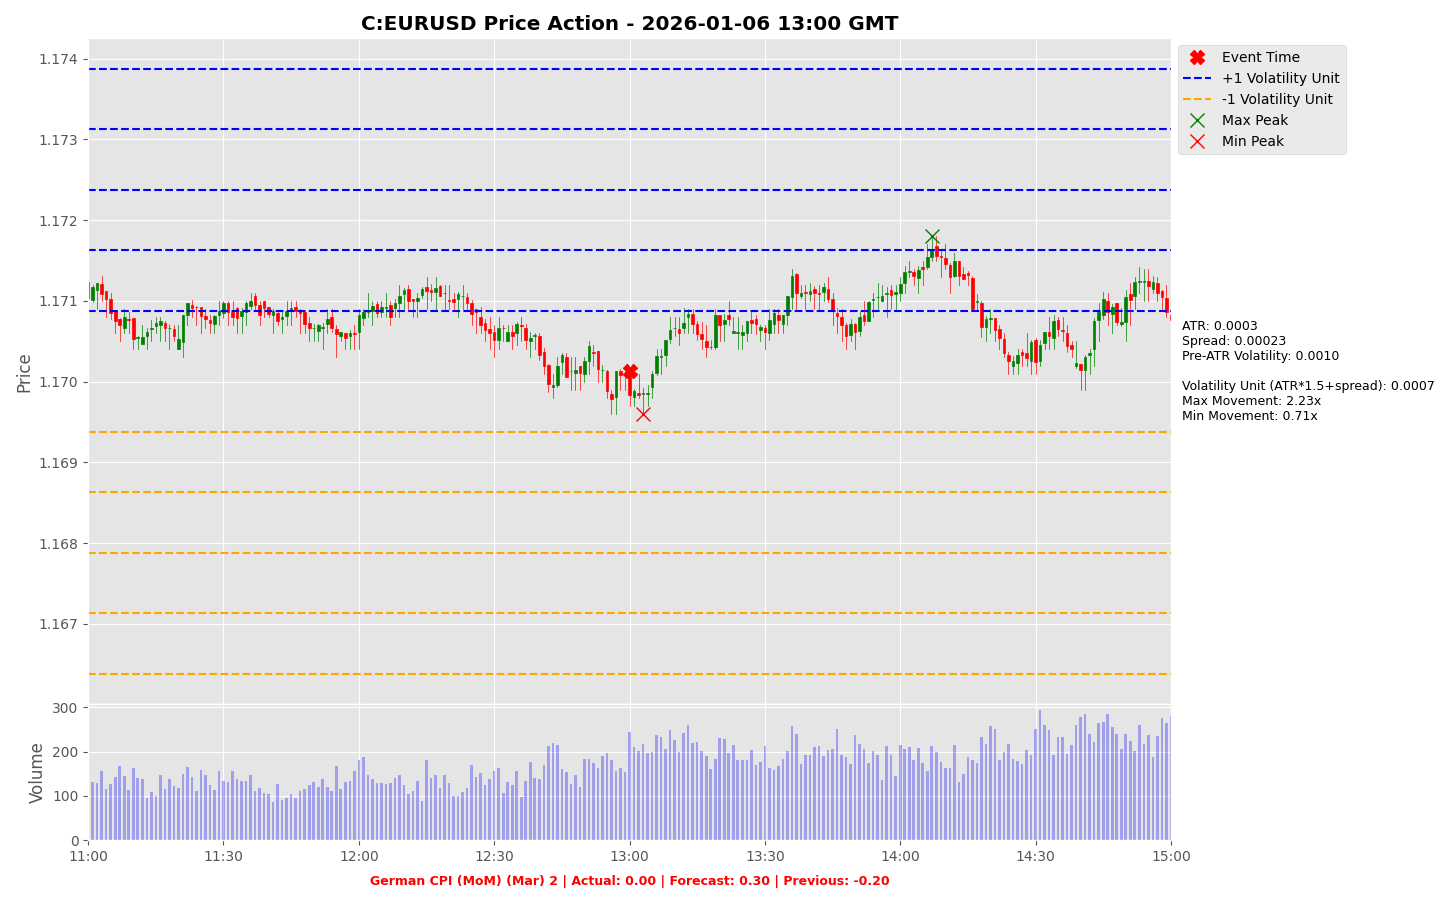 C:EURUSD Price Action - 2026-01-06 13:00 GMT
Event Time
+1 Volatility Unit
-1 Volatility Unit
Max Peak
Min Peak
1.174
1.173
1.172
1.171
1.170
1.169
1.168
1.167
Price
ATR: 0.0003
Spread: 0.00023
Pre-ATR Volatility: 0.0010
Volatility Unit (ATR*1.5+spread): 0.0007
Max Movement: 2.23x
Min Movement: 0.71x
300
200
100
0
Volume
11:00 11:30 12:00 12:30 13:00 13:30 14:00 14:30 15:00
German CPI (MoM) (Mar) 2 | Actual: 0.00 | Forecast: 0.30 | Previous: -0.20